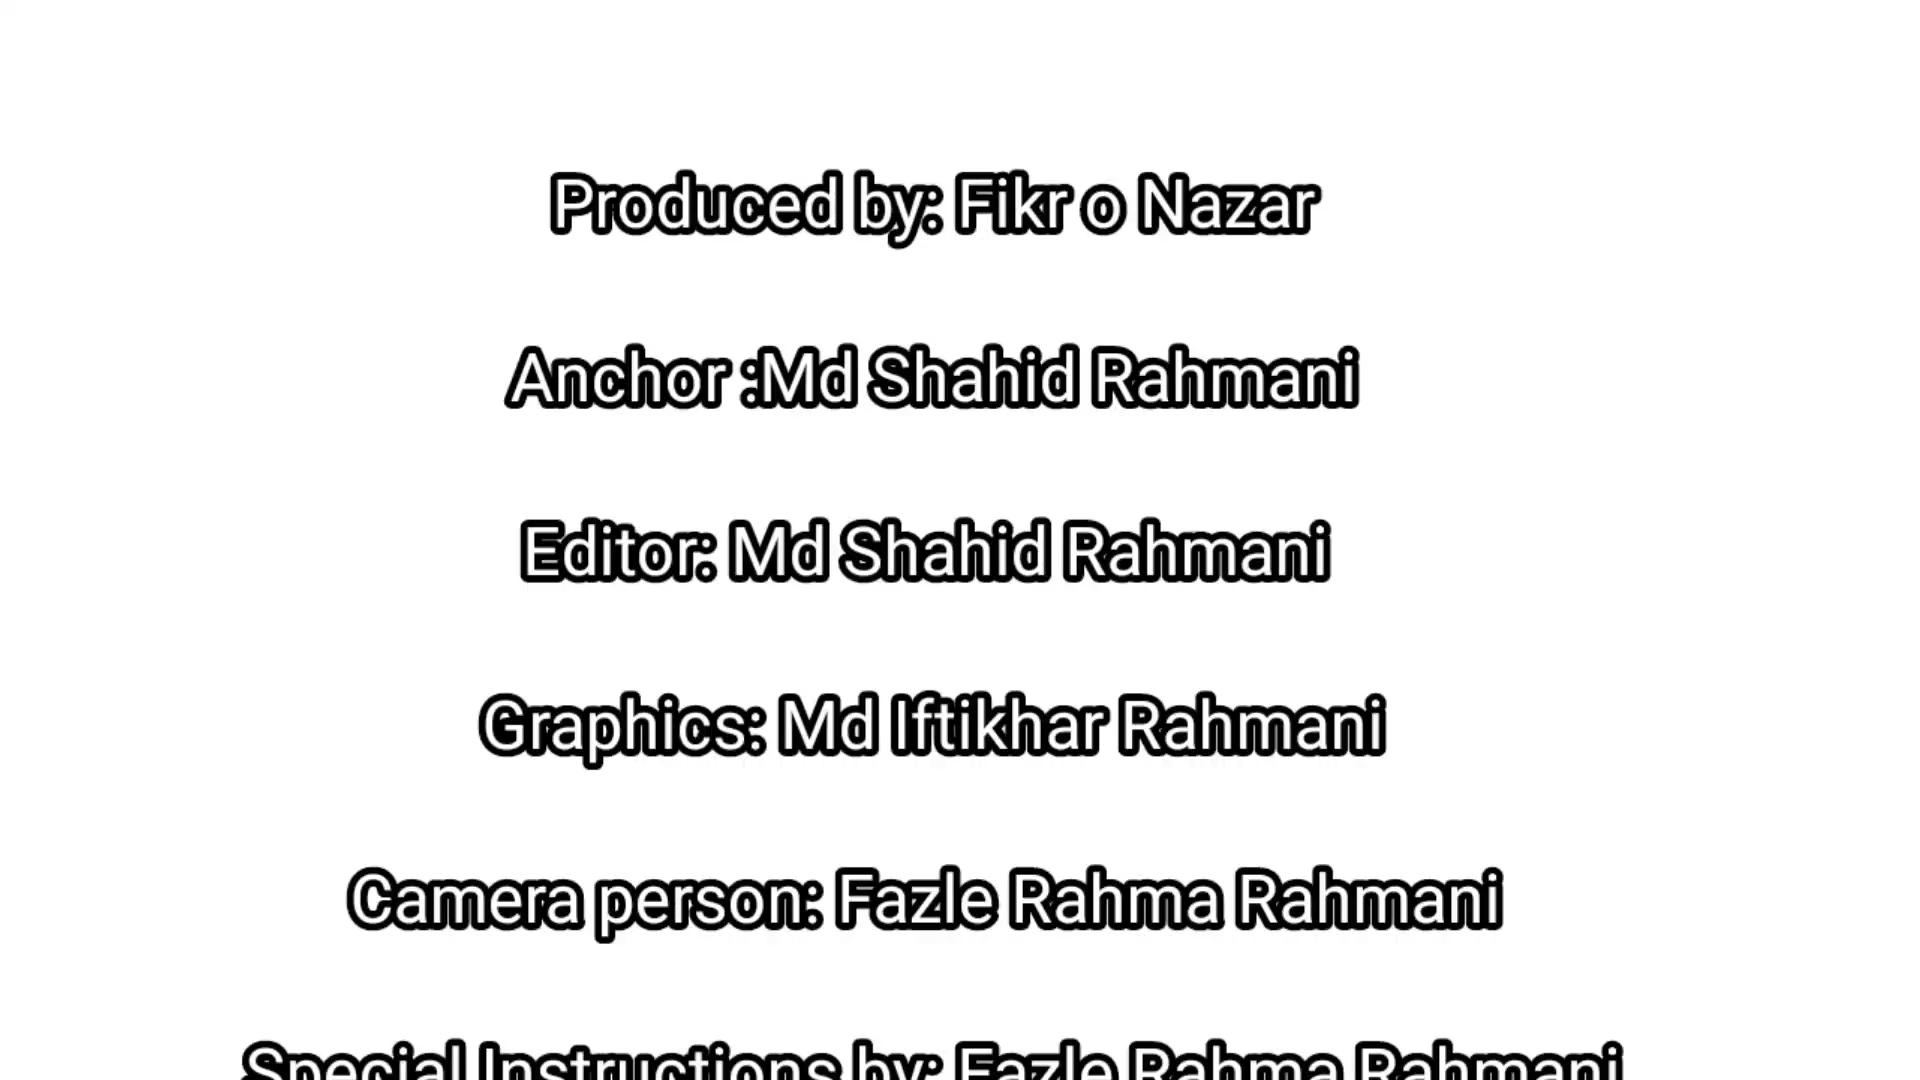 Produced by: Fikr o Nazar
Anchor :Md Shahid Rahmani
Editor: Md Shahid Rahmani
Graphics: Md Iftikhar Rahmani
Camera person: Fazle Rahma Rahmani
Special Instructions by: Fazle Rahma Rahmani